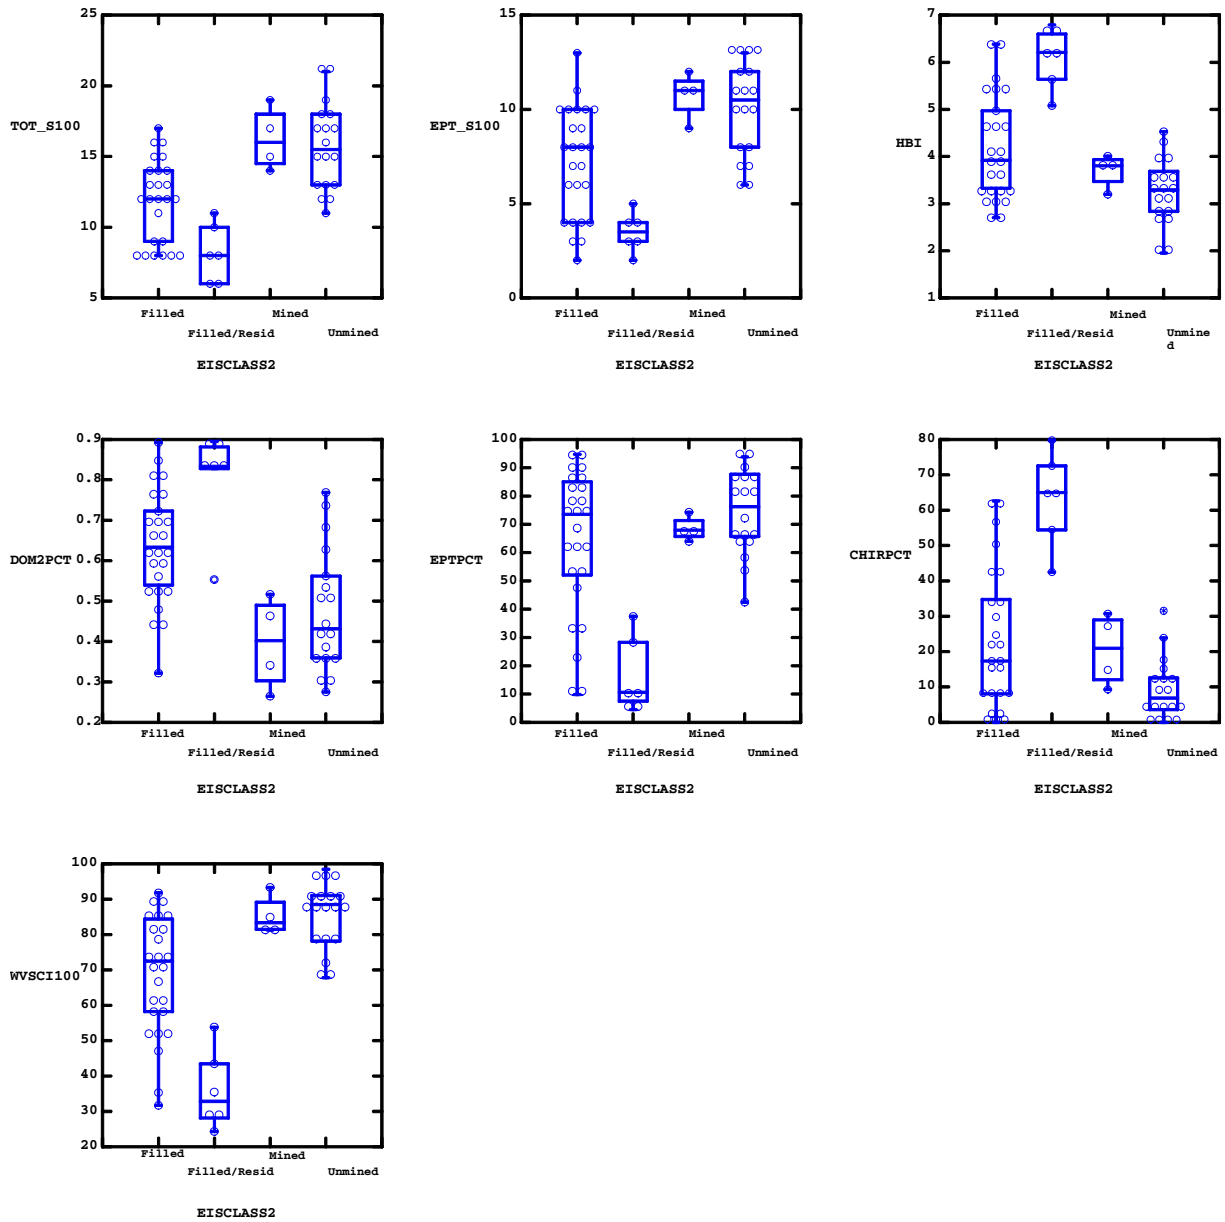 25
20
TOT_S100
15
10
5
Filled Mined
Filled/Resid Unmined
EISCLASS2
15
EPT_S100
10
5
0
Filled Mined
Filled/Resid Unmined
EISCLASS2
7
6
5
HBI
4
3
2
1
Filled Mined
Filled/Resid Unmine
d
EISCLASS2
0.9
0.8
0.7
0.6
DOM2PCT
0.5
0.4
0.3
0.2
Filled Mined
Filled/Resid Unmined
EISCLASS2
100
90
80
70
60
EPTPCT
50
40
30
20
10
0
Filled Mined
Filled/Resid Unmined
EISCLASS2
80
70
60
50
CHIRPCT
40
30
20
10
0
Filled Mined
Filled/Resid Unmined
EISCLASS2
100
90
80
70
WVSCI100
60
50
40
30
20
Filled Mined
Filled/Resid Unmined
EISCLASS2